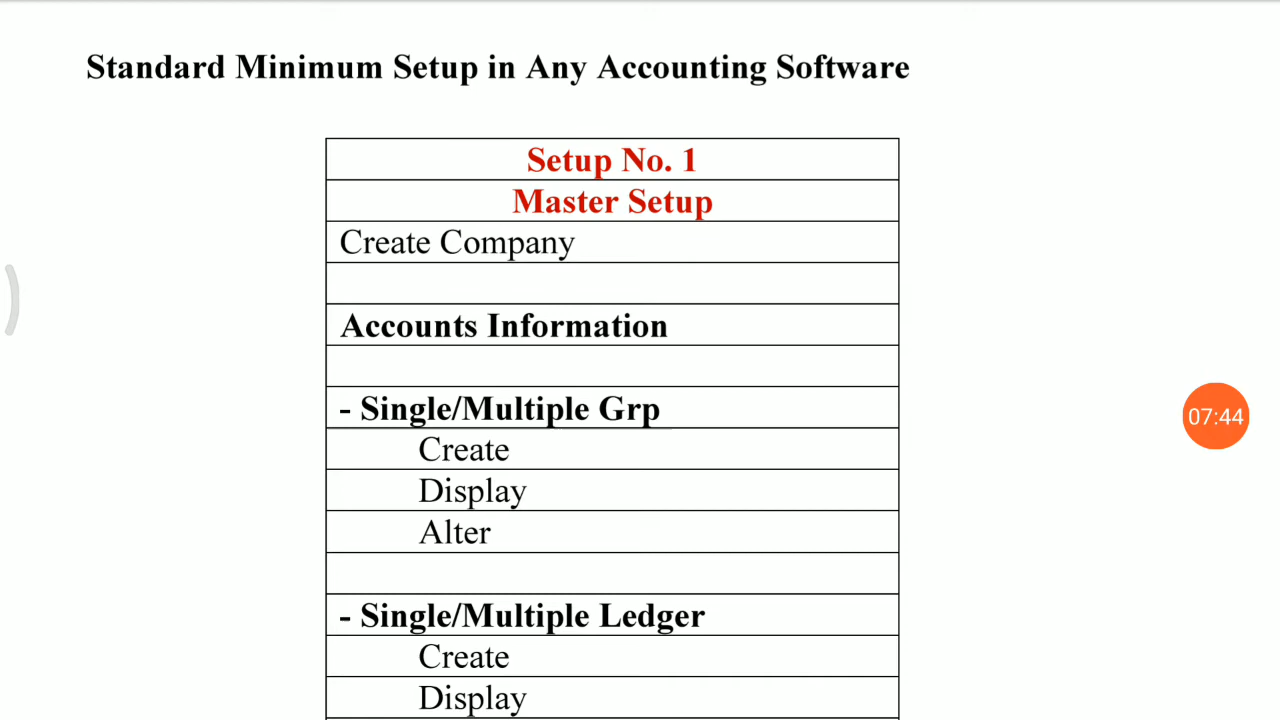 Standard Minimum Setup in Any Accounting Software
Setup No. 1
Master Setup
Create Company
Accounts Information
- Single/Multiple Grp
Create
Display
Alter
07:44
- Single/Multiple Ledger
Create
Display